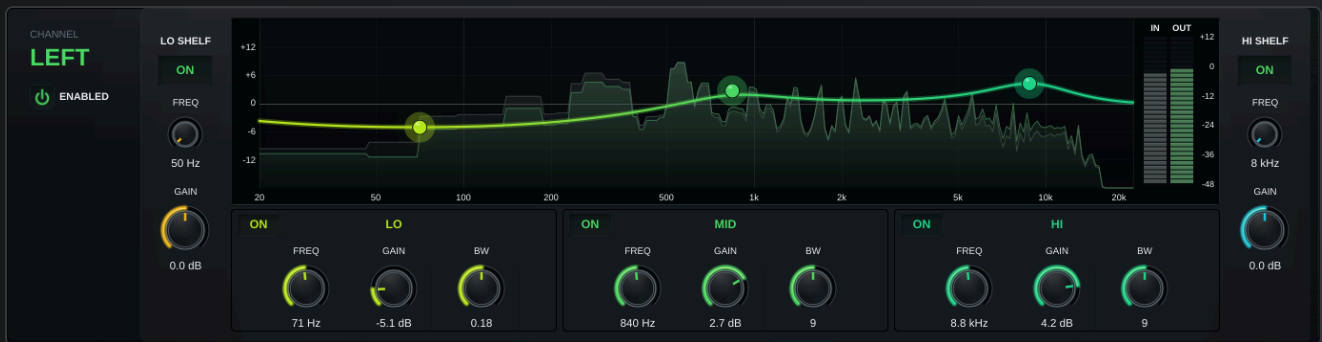 CHANNEL
LEFT
ENABLED
LO SHELF
ON
FREQ
50 Hz
GAIN
0.0 dB
+12
+6
0
-6
-12
20 50 100 200 500 1k 2k 5k 10k 20k
IN OUT
+12
0
-12
-24
-36
-48
HI SHELF
ON
FREQ
8 kHz
GAIN
0.0 dB
ON LO
FREQ GAIN BW
71 Hz -5.1 dB 0.18
ON MID
FREQ GAIN BW
840 Hz 2.7 dB 9
ON HI
FREQ GAIN BW
8.8 kHz 4.2 dB 9